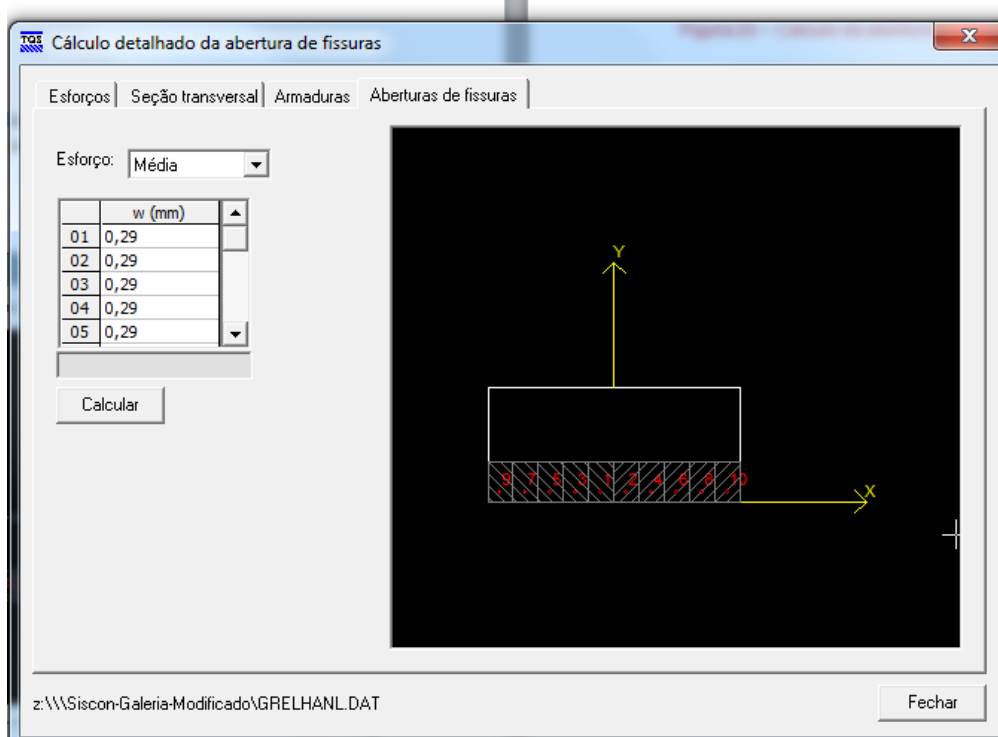 TQS Cálculo detalhado da abertura de fissuras
X
Esforços Seção transversal Armaduras Aberturas de fissuras
Esforço: Média
w (mm)
01 0,29
02 0,29
03 0,29
04 0,29
05 0,29
Calcular
Y
.9 .7 .5 .3 .1 .2 .4 .6 .8 .10
X
z:\\\Siscon-Galeria-Modificado\GRELHANL.DAT
Fechar